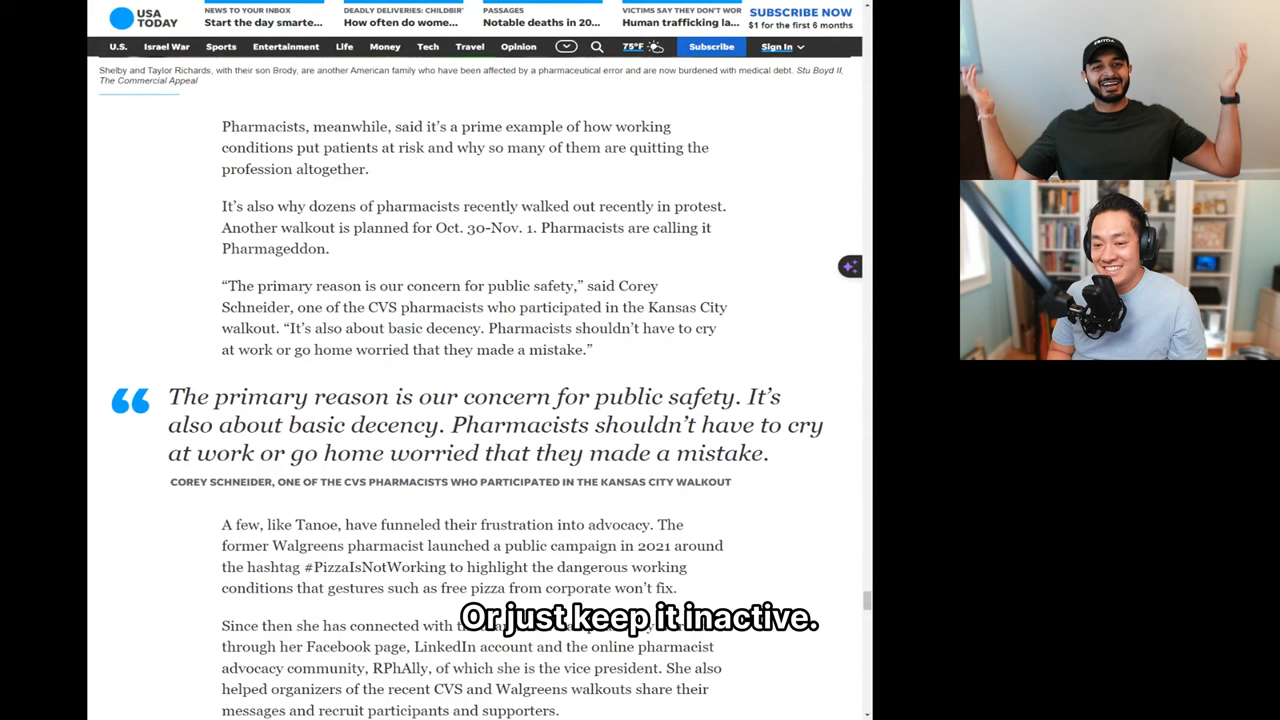 USA
TODAY
NEWS TO YOUR INBOX
Start the day smarte...
DEADLY DELIVERIES: CHILDBIR
How often do wome...
PASSAGES
Notable deaths in 20...
VICTIMS SAY THEY DON'T WOR
Human trafficking la...
SUBSCRIBE NOW
$1 for the first 6 months
U.S. Israel War Sports Entertainment Life Money Tech Travel Opinion 75°F Subscribe Sign In
Shelby and Taylor Richards, with their son Brody, are another American family who have been affected by a pharmaceutical error and are now burdened with medical debt. Stu Boyd II,
The Commercial Appeal
Pharmacists, meanwhile, said it's a prime example of how working
conditions put patients at risk and why so many of them are quitting the
profession altogether.
It's also why dozens of pharmacists recently walked out recently in protest.
Another walkout is planned for Oct. 30-Nov. 1. Pharmacists are calling it
Pharmageddon.
“The primary reason is our concern for public safety,” said Corey
Schneider, one of the CVS pharmacists who participated in the Kansas City
walkout. “It's also about basic decency. Pharmacists shouldn't have to cry
at work or go home worried that they made a mistake.”
“ The primary reason is our concern for public safety. It's
also about basic decency. Pharmacists shouldn't have to cry
at work or go home worried that they made a mistake.
COREY SCHNEIDER, ONE OF THE CVS PHARMACISTS WHO PARTICIPATED IN THE KANSAS CITY WALKOUT
A few, like Tanoe, have funneled their frustration into advocacy. The
former Walgreens pharmacist launched a public campaign in 2021 around
the hashtag #PizzaIsNotWorking to highlight the dangerous working
conditions that gestures such as free pizza from corporate won't fix.
Or just keep it inactive.
Since then she has connected with
through her Facebook page, LinkedIn account and the online pharmacist
advocacy community, RPhAlly, of which she is the vice president. She also
helped organizers of the recent CVS and Walgreens walkouts share their
messages and recruit participants and supporters.